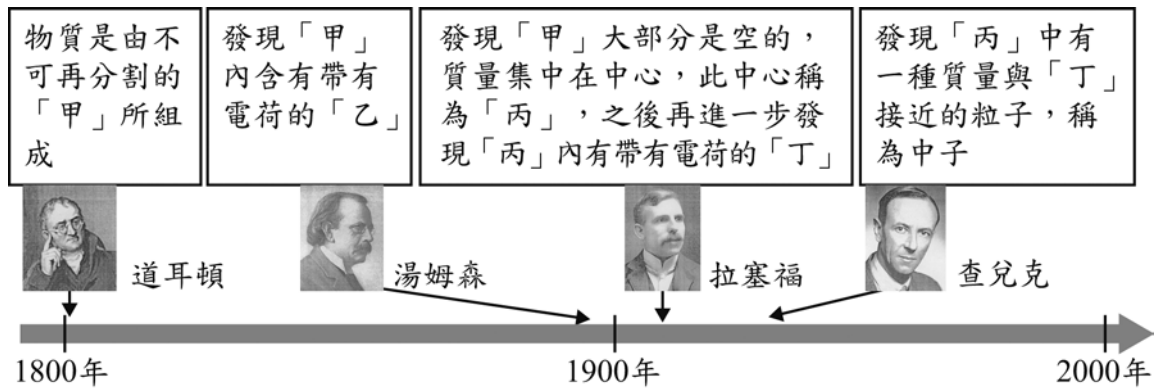 物質是由不
可再分割的
「甲」所組
成
發現「甲」
內含有帶有
電荷的「乙」
發現「甲」大部分是空的，
質量集中在中心，此中心稱
為「丙」，之後再進一步發
現「丙」內有帶有電荷的「丁」
發現「丙」中有
一種質量與「丁」
接近的粒子，稱
為中子
道耳頓
湯姆森
拉塞福
查兌克
1800年
1900年
2000年